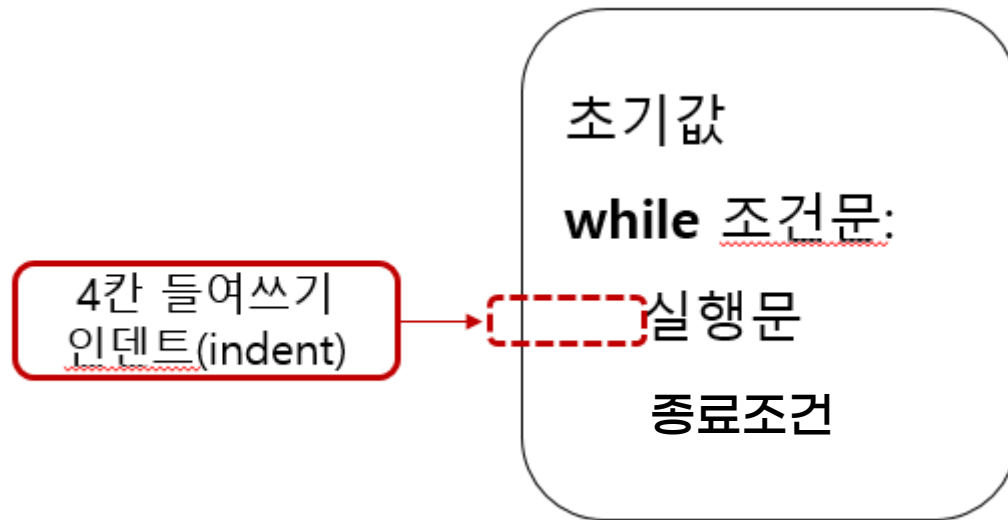 초기값
while 조건문:
4칸 들여쓰기
인덴트(indent)
실행문
종료조건